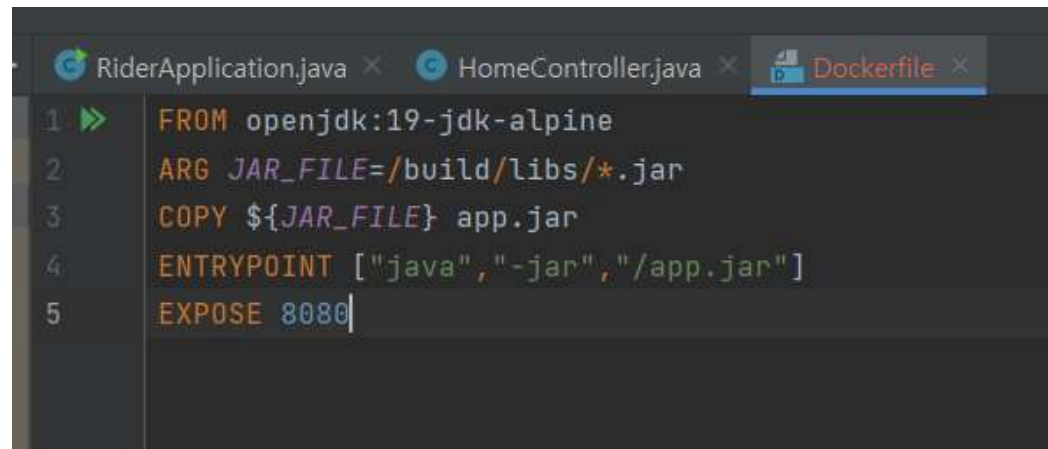 RiderApplication.java HomeController.java Dockerfile
1 FROM openjdk:19-jdk-alpine
2 ARG JAR_FILE=/build/libs/*.jar
3 COPY ${JAR_FILE} app.jar
4 ENTRYPOINT ["java","-jar","/app.jar"]
5 EXPOSE 8080